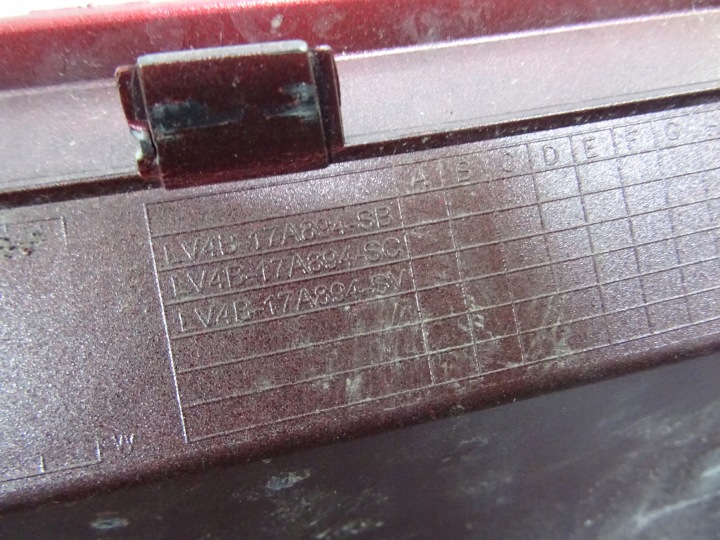 A B C D E F G
LV4B-17A894-SB
LV4B-17A894-SC
LV4B-17A894-SV
W